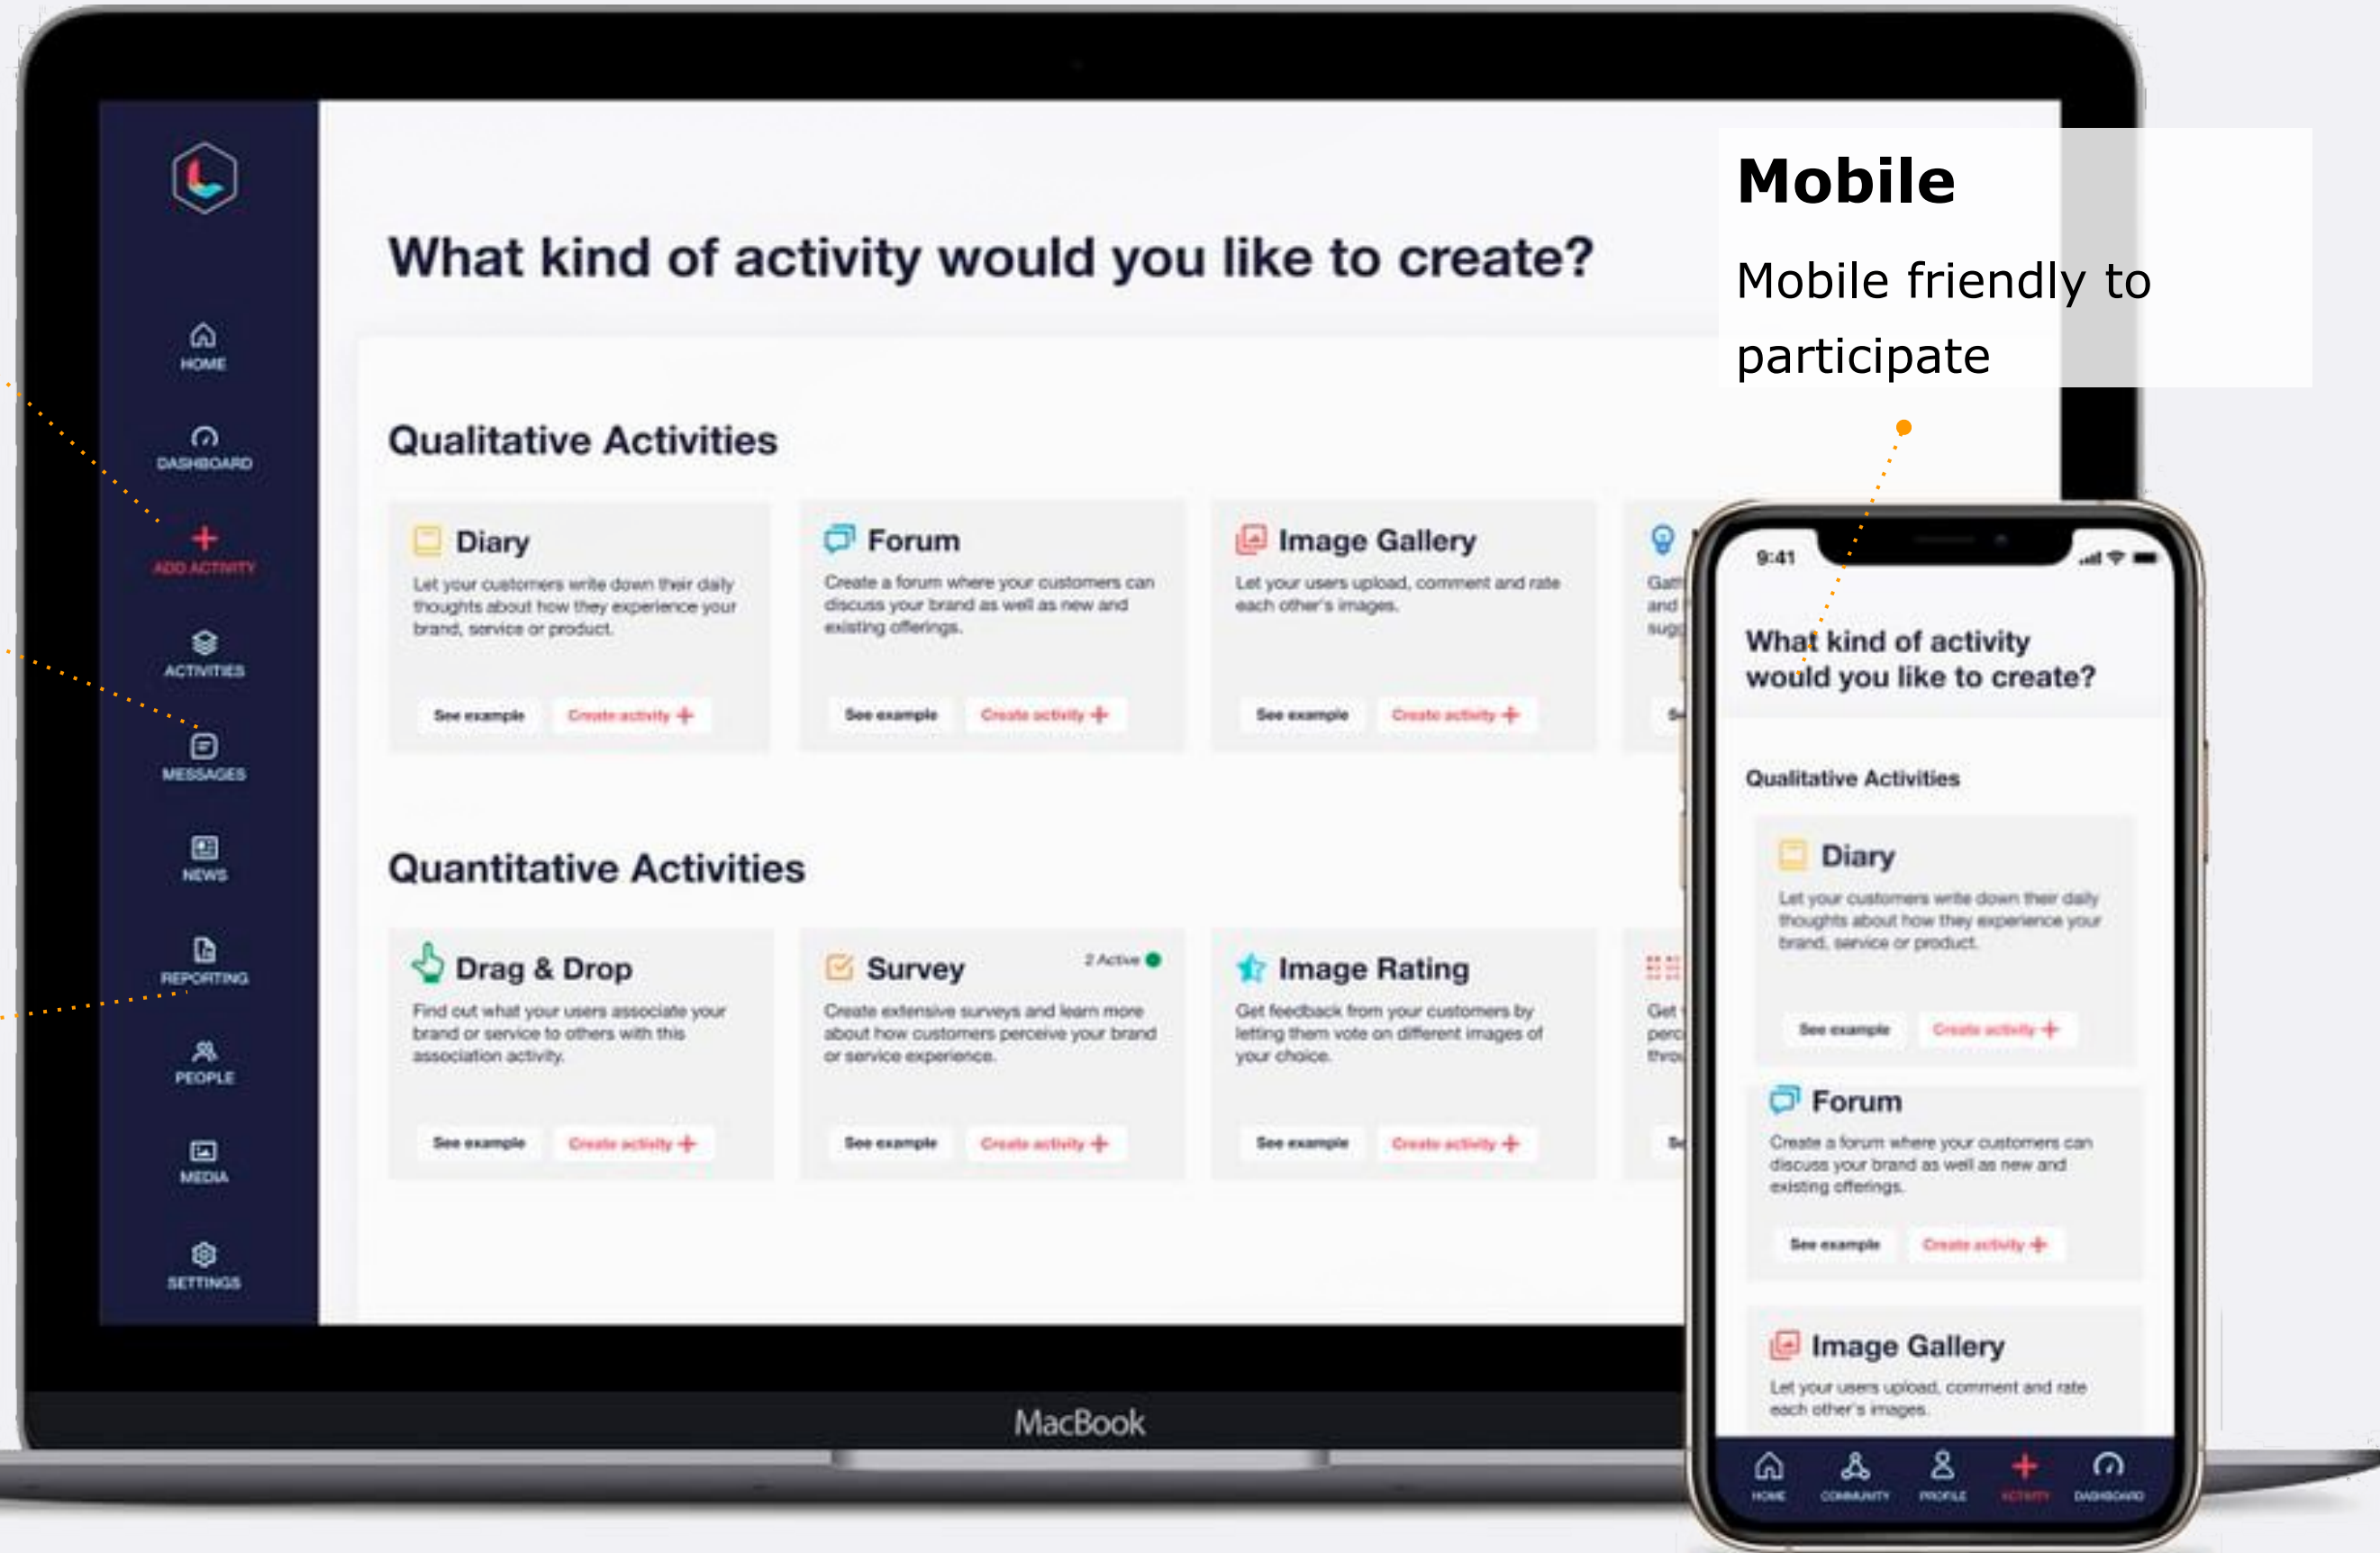 What kind of activity would you like to create?
HOME
DASHBOARD
ADD ACTIVITY
ACTIVITIES
MESSAGES
NEWS
REPORTING
PEOPLE
MEDIA
SETTINGS
Qualitative Activities
Diary
Let your customers write down their daily
thoughts about how they experience your
brand, service or product.
See example
Create activity
Forum
Create a forum where your customers can
discuss your brand as well as new and
existing offerings.
See example
Create activity
Image Gallery
Let your users upload, comment and rate
each other's images.
See example
Create activity
and
Quantitative Activities
Drag & Drop
Find out what your users associate your
brand or service to others with this
association activity.
See example
Create activity
Survey
2 Active
Create extensive surveys and learn more
about how customers perceive your brand
or service experience.
See example
Create activity
Image Rating
Get feedback from your customers by
letting them vote on different images of
your choice.
See example
Create activity
Get
MacBook
Mobile
Mobile friendly to
participate
9:41
What kind of activity
would you like to create?
Qualitative Activities
Diary
Let your customers write down their daily
thoughts about how they experience your
brand, service or product.
See example
Create activity
Forum
Create a forum where your customers can
discuss your brand as well as new and
existing offerings.
See example
Create activity
Image Gallery
Let your users upload, comment and rate
each other's images.
HOME
COMMUNITY
PROFILE
ACTIVITY
DASHBOARD